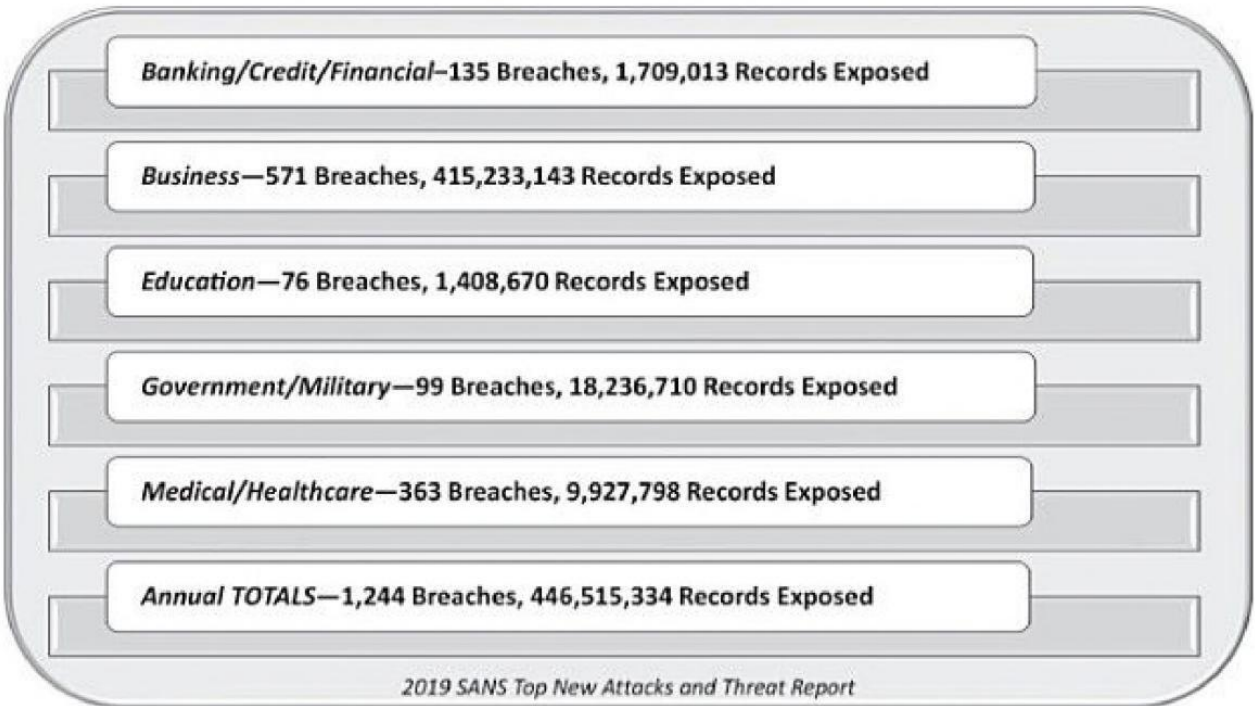 Banking/Credit/Financial–135 Breaches, 1,709,013 Records Exposed
Business—571 Breaches, 415,233,143 Records Exposed
Education—76 Breaches, 1,408,670 Records Exposed
Government/Military—99 Breaches, 18,236,710 Records Exposed
Medical/Healthcare—363 Breaches, 9,927,798 Records Exposed
Annual TOTALS—1,244 Breaches, 446,515,334 Records Exposed
2019 SANS Top New Attacks and Threat Report